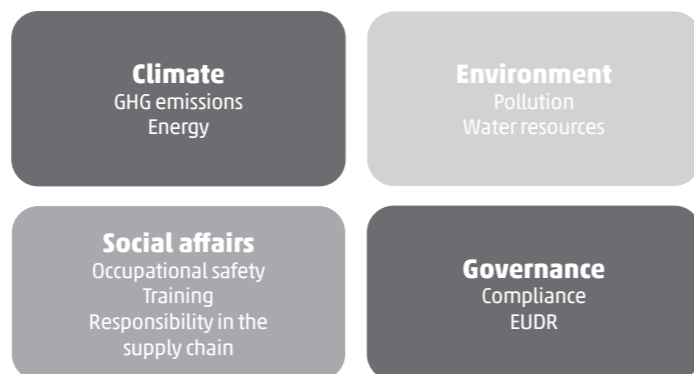 Climate
GHG emissions
Energy
Environment
Pollution
Water resources
Social affairs
Occupational safety
Training
Responsibility in the
supply chain
Governance
Compliance
EUDR